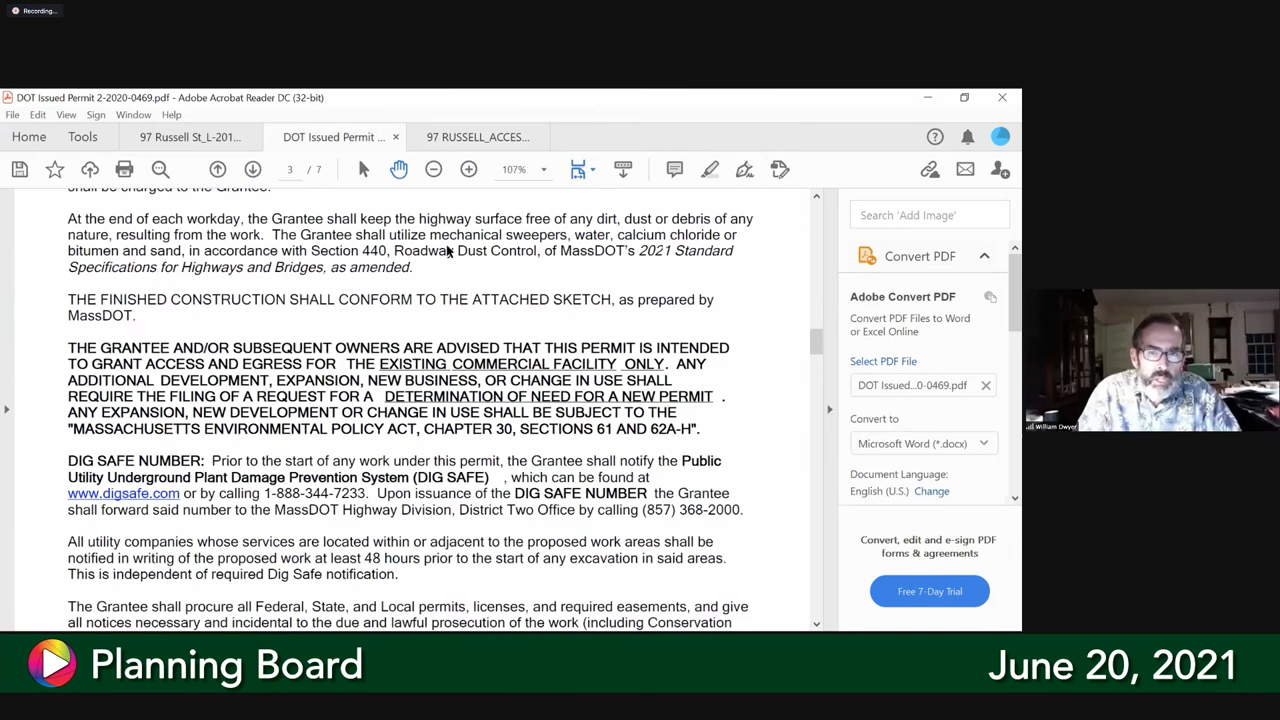 Recording...
DOT Issued Permit 2-2020-0469.pdf - Adobe Acrobat Reader DC (32-bit)
File Edit View Sign Window Help
Home Tools 97 Russell St_L-201... DOT Issued Permit ... × 97 RUSSELL_ACCES...
3 / 7 107%
shall be charged to the Grantee.
At the end of each workday, the Grantee shall keep the highway surface free of any dirt, dust or debris of any
nature, resulting from the work. The Grantee shall utilize mechanical sweepers, water, calcium chloride or
bitumen and sand, in accordance with Section 440, Roadway Dust Control, of MassDOT's 2021 Standard
Specifications for Highways and Bridges, as amended.
THE FINISHED CONSTRUCTION SHALL CONFORM TO THE ATTACHED SKETCH, as prepared by
MassDOT.
THE GRANTEE AND/OR SUBSEQUENT OWNERS ARE ADVISED THAT THIS PERMIT IS INTENDED
TO GRANT ACCESS AND EGRESS FOR THE EXISTING COMMERCIAL FACILITY ONLY. ANY
ADDITIONAL DEVELOPMENT, EXPANSION, NEW BUSINESS, OR CHANGE IN USE SHALL
REQUIRE THE FILING OF A REQUEST FOR A DETERMINATION OF NEED FOR A NEW PERMIT .
ANY EXPANSION, NEW DEVELOPMENT OR CHANGE IN USE SHALL BE SUBJECT TO THE
"MASSACHUSETTS ENVIRONMENTAL POLICY ACT, CHAPTER 30, SECTIONS 61 AND 62A-H".
DIG SAFE NUMBER: Prior to the start of any work under this permit, the Grantee shall notify the Public
Utility Underground Plant Damage Prevention System (DIG SAFE) , which can be found at
www.digsafe.com or by calling 1-888-344-7233. Upon issuance of the DIG SAFE NUMBER the Grantee
shall forward said number to the MassDOT Highway Division, District Two Office by calling (857) 368-2000.
All utility companies whose services are located within or adjacent to the proposed work areas shall be
notified in writing of the proposed work at least 48 hours prior to the start of any excavation in said areas.
This is independent of required Dig Safe notification.
The Grantee shall procure all Federal, State, and Local permits, licenses, and required easements, and give
all notices necessary and incidental to the due and lawful prosecution of the work (including Conservation
Search 'Add Image'
Convert PDF
Adobe Convert PDF
Convert PDF Files to Word
or Excel Online
Select PDF File
DOT Issued...0-0469.pdf
Convert to
Microsoft Word (*.docx)
Document Language:
English (U.S.) Change
Convert, edit and e-sign PDF
forms & agreements
Free 7-Day Trial
William Dwyer
Planning Board
June 20, 2021